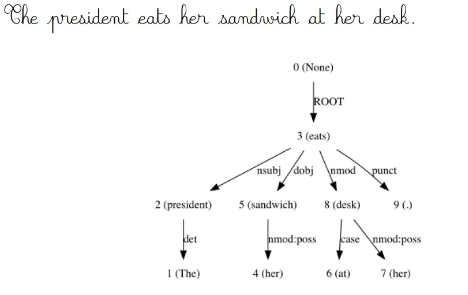 The president eats her sandwich at her desk.
0 (None)
ROOT
3 (eats)
nsubj dobj nmod punct
2 (president) 5 (sandwich) 8 (desk) 9 (.)
det nmod:poss case nmod:poss
1 (The) 4 (her) 6 (at) 7 (her)